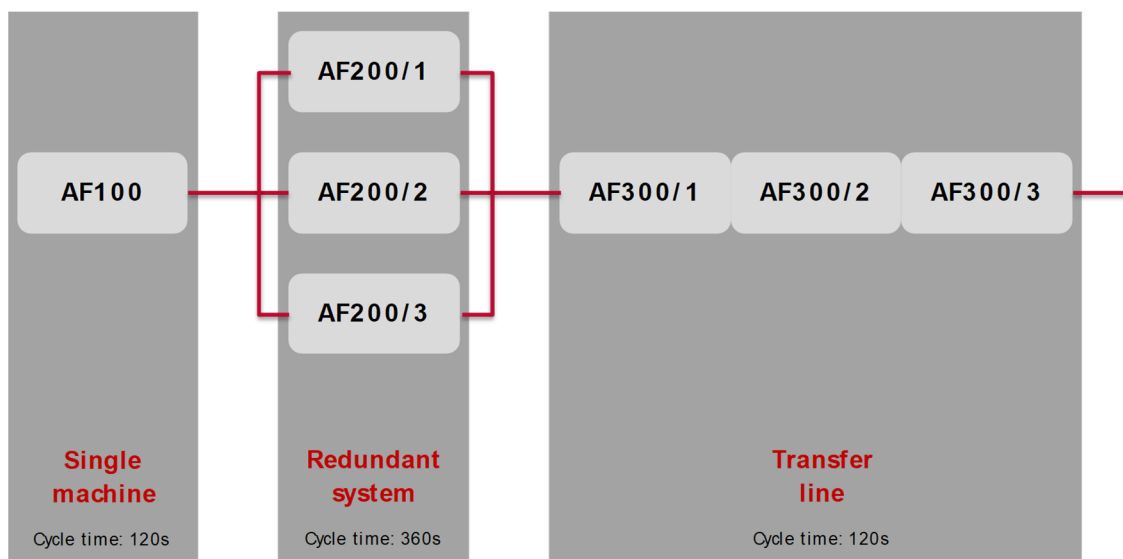 AF200/1
AF100
AF200/2
AF300/1
AF300/2
AF300/3
AF200/3
Single
machine
Cycle time: 120s
Redundant
system
Cycle time: 360s
Transfer
line
Cycle time: 120s